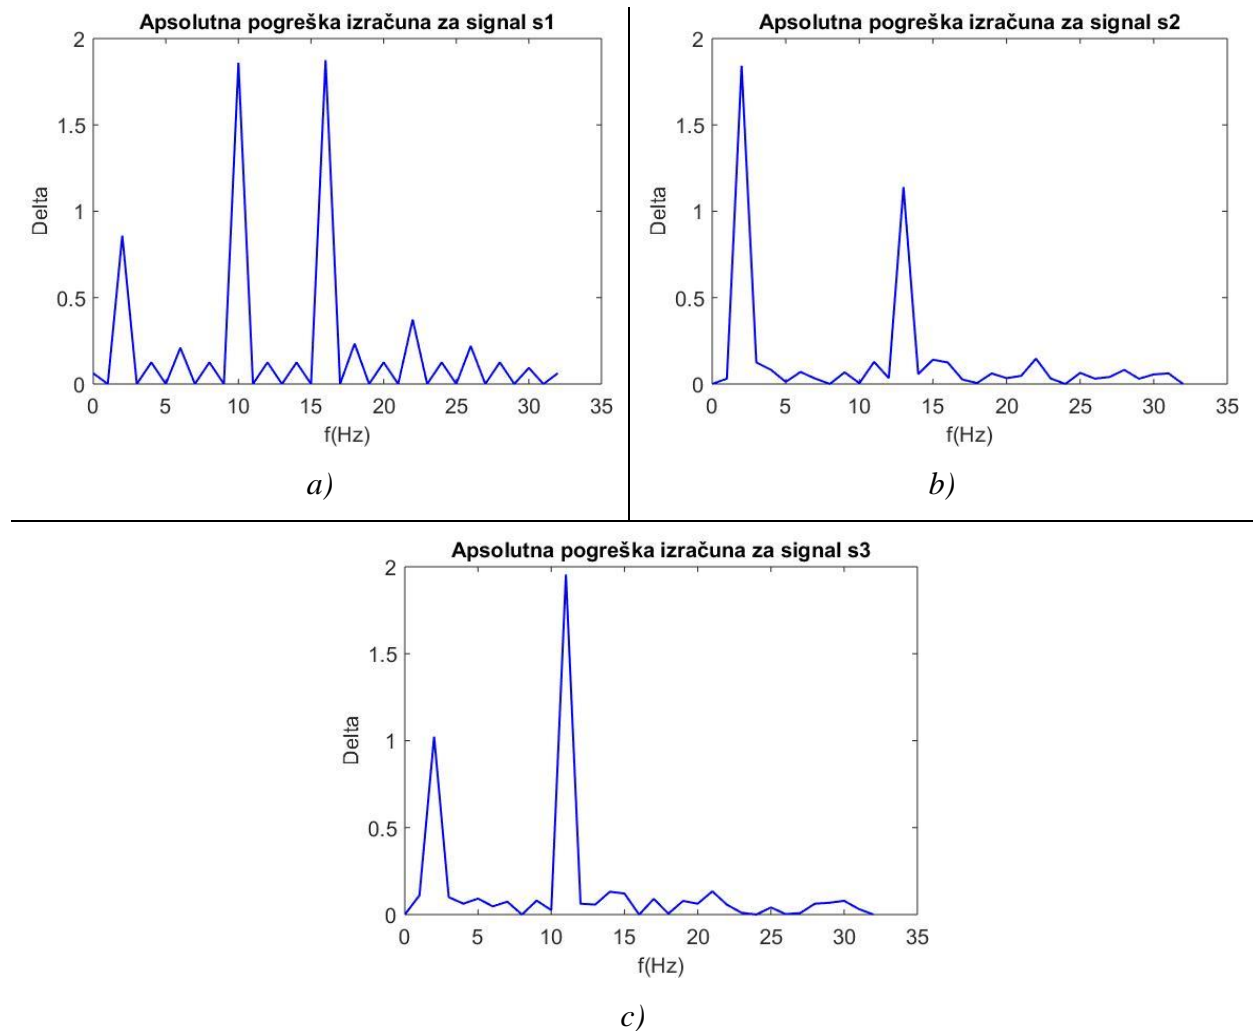 Apsolutna pogreška izračuna za signal s1
2
1.5
1
0.5
0
Delta
0 5 10 15 20 25 30 35
f(Hz)
a)
Apsolutna pogreška izračuna za signal s2
2
1.5
1
0.5
0
Delta
0 5 10 15 20 25 30 35
f(Hz)
b)
Apsolutna pogreška izračuna za signal s3
2
1.5
1
0.5
0
Delta
0 5 10 15 20 25 30 35
f(Hz)
c)